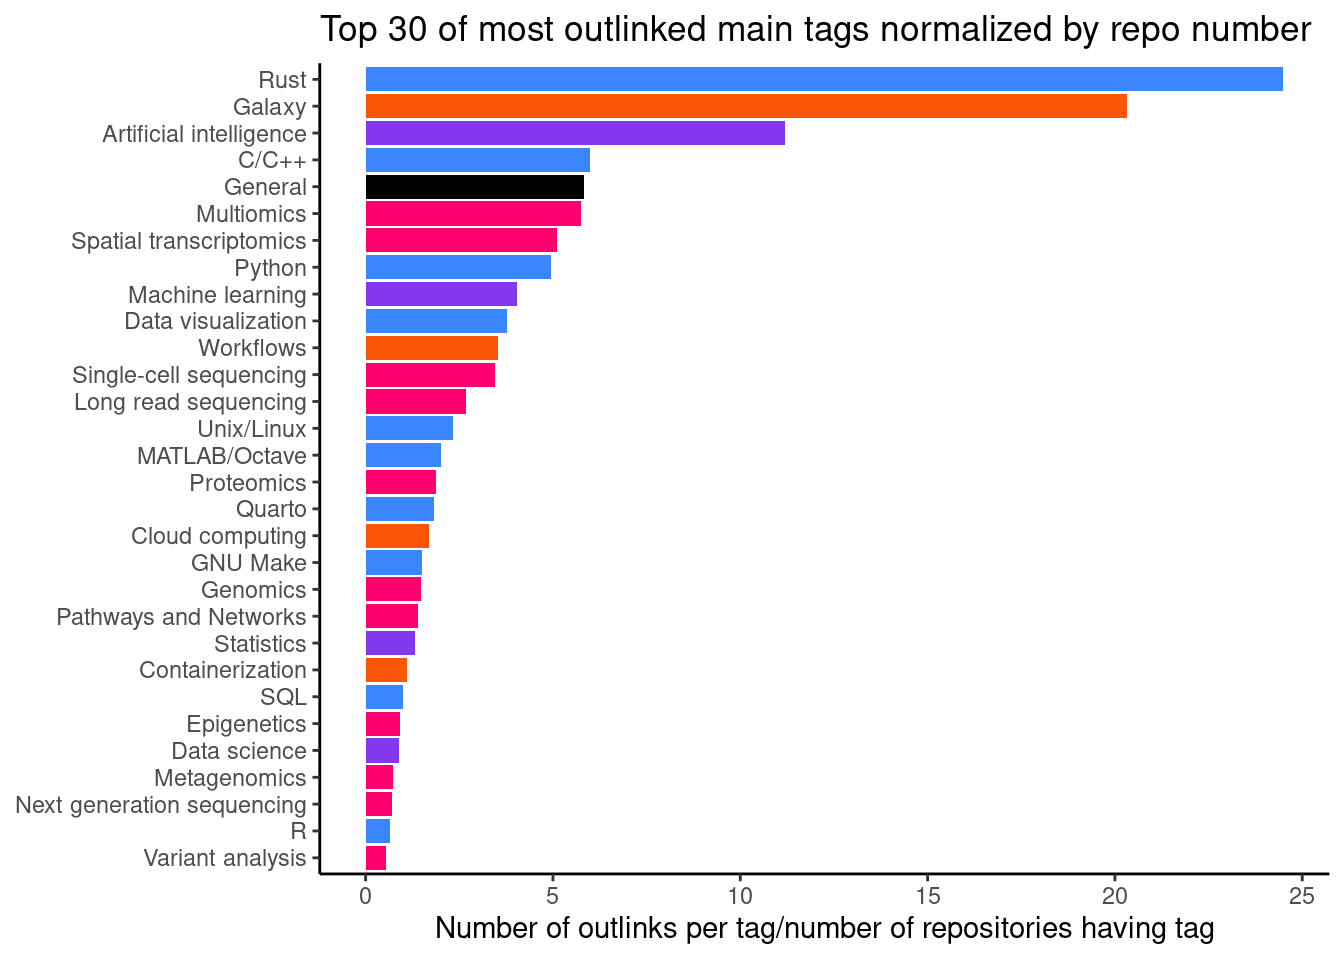 Top 30 of most outlinked main tags normalized by repo number
Rust
Galaxy
Artificial intelligence
C/C++
General
Multiomics
Spatial transcriptomics
Python
Machine learning
Data visualization
Workflows
Single-cell sequencing
Long read sequencing
Unix/Linux
MATLAB/Octave
Proteomics
Quarto
Cloud computing
GNU Make
Genomics
Pathways and Networks
Statistics
Containerization
SQL
Epigenetics
Data science
Metagenomics
Next generation sequencing
R
Variant analysis
0 5 10 15 20 25
Number of outlinks per tag/number of repositories having tag